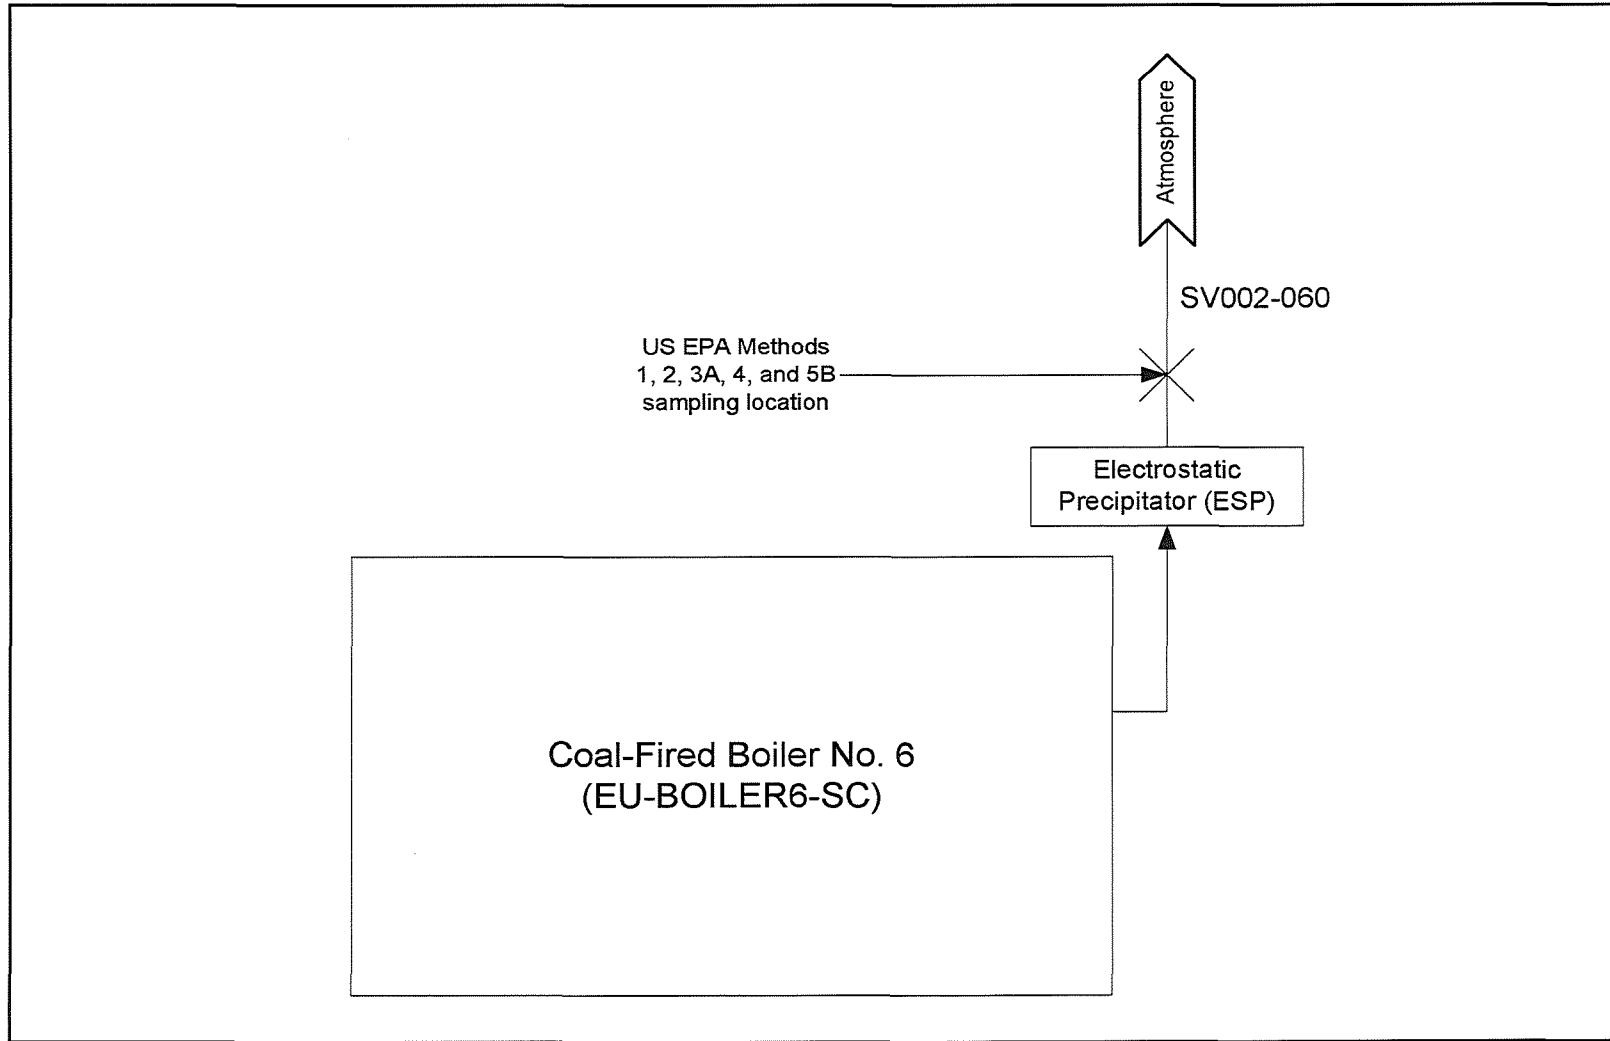 Atmosphere
SV002-060
US EPA Methods
1, 2, 3A, 4, and 5B
sampling location
Electrostatic
Precipitator (ESP)
Coal-Fired Boiler No. 6
(EU-BOILER6-SC)